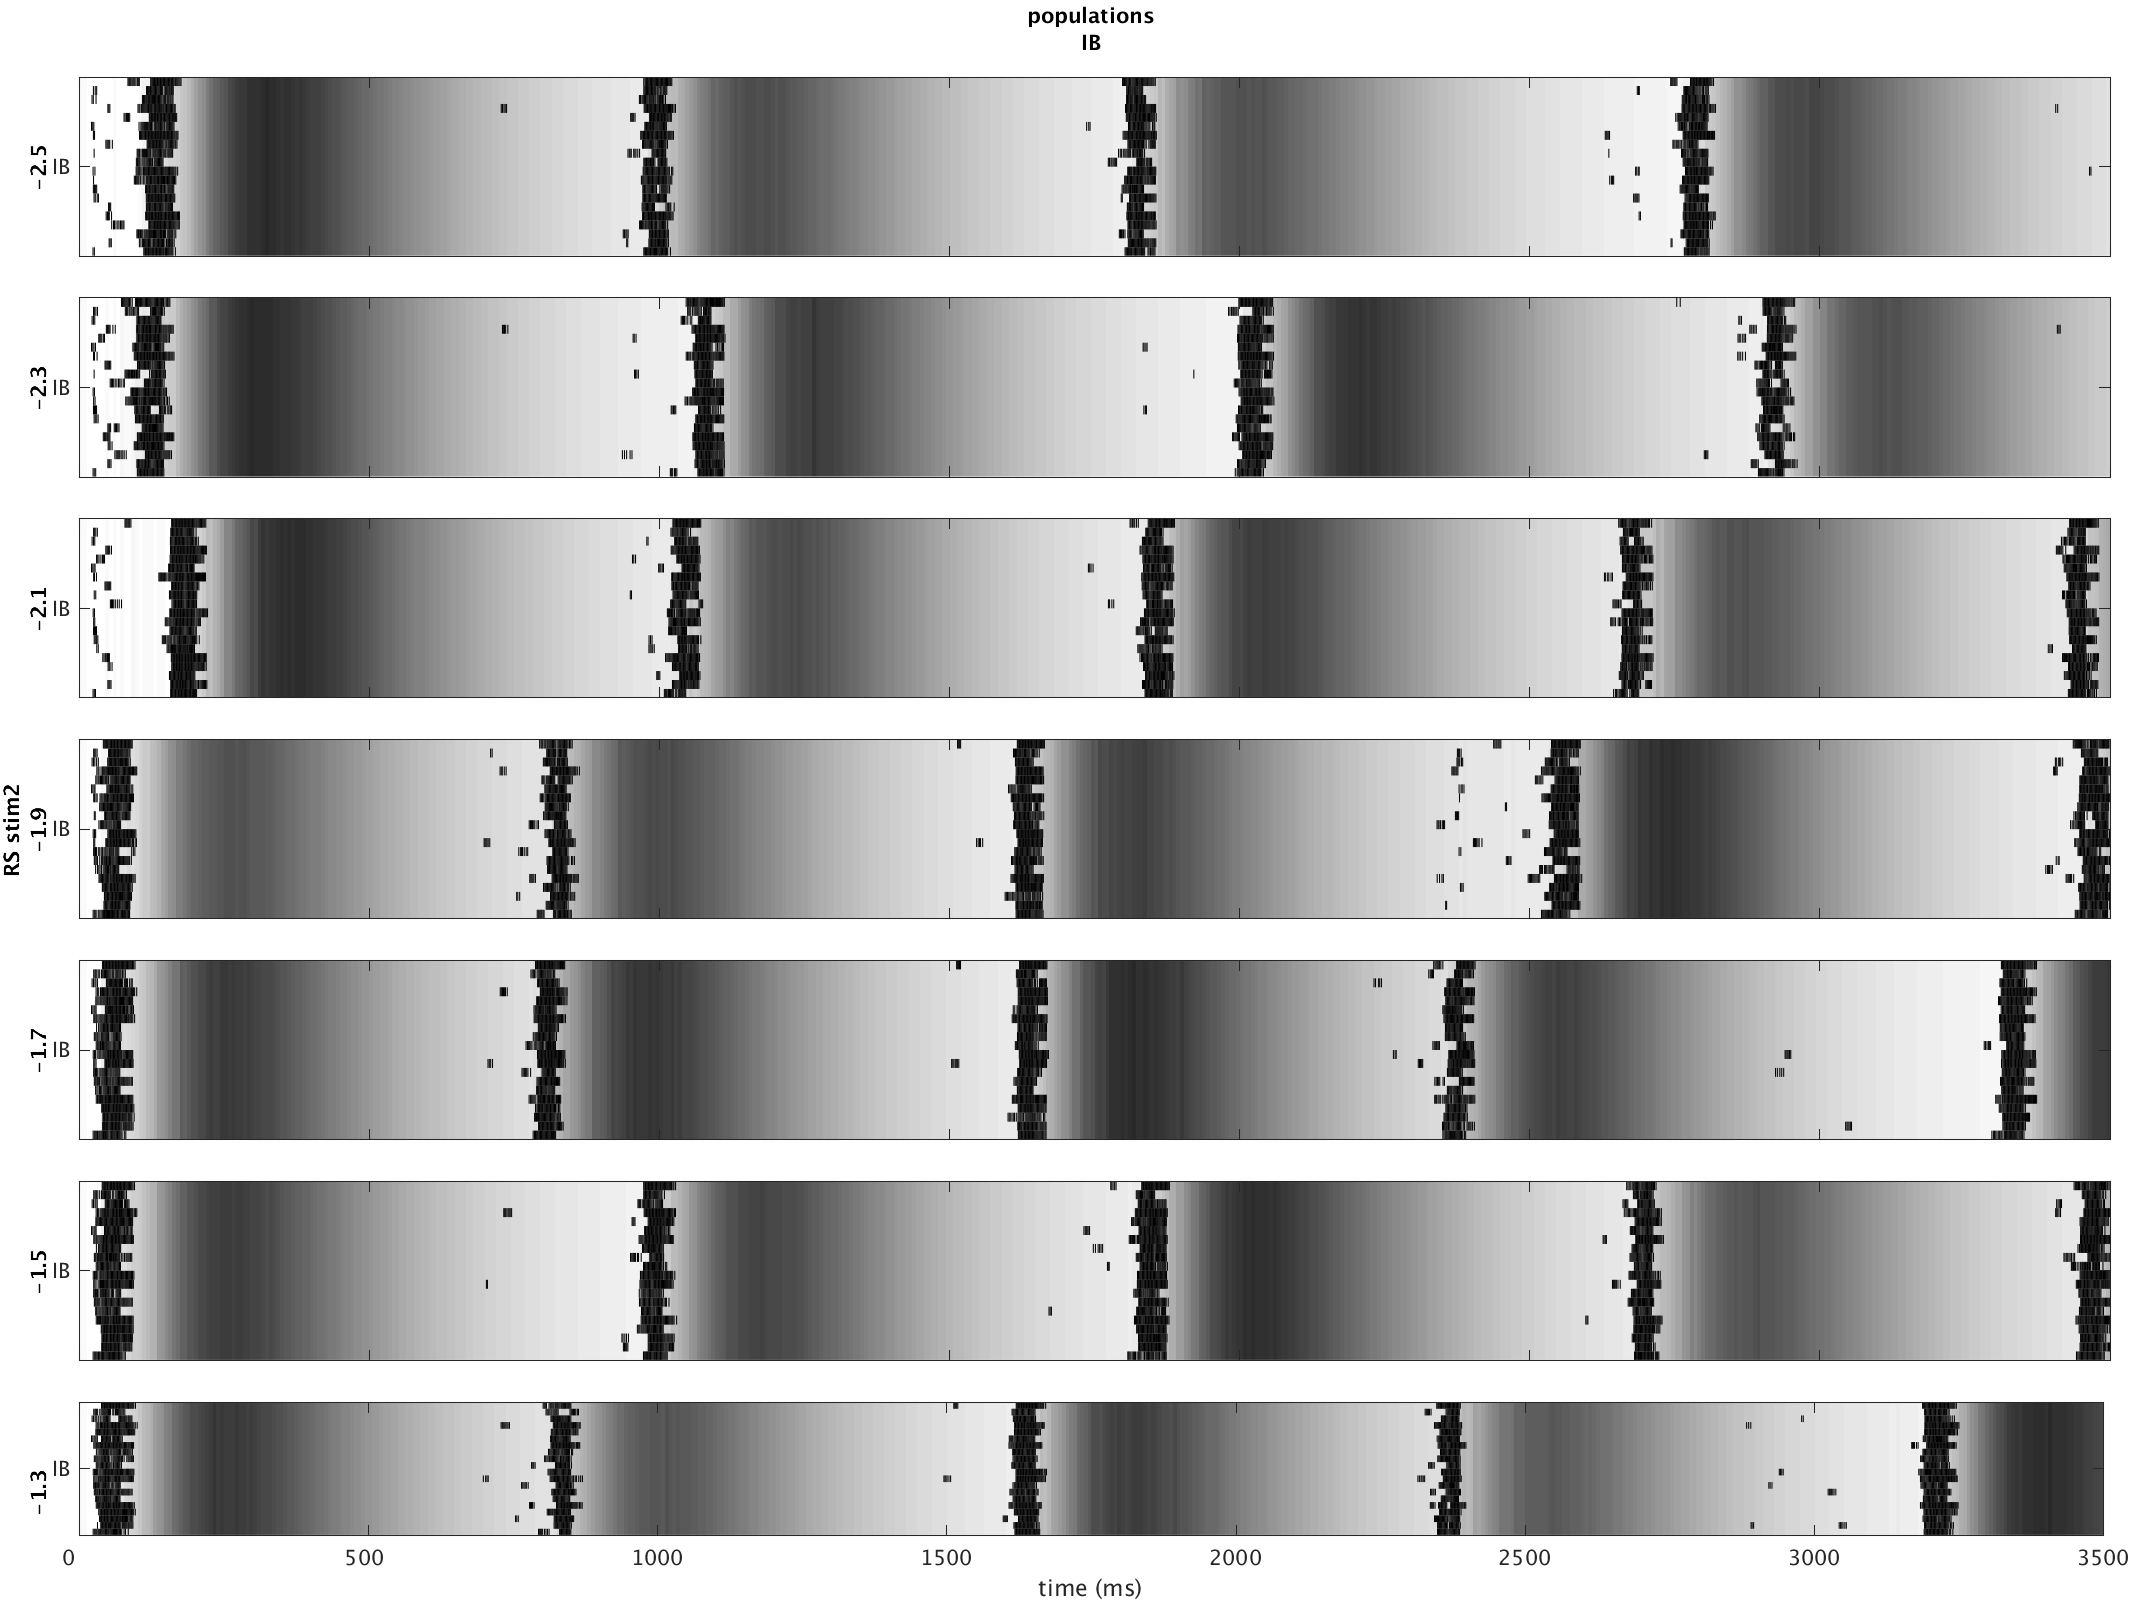 populations
IB
-2.5 IB
-2.3 IB
-2.1 IB
RS stim2
-1.9 IB
-1.7 IB
-1.5 IB
-1.3 IB
0 500 1000 1500 2000 2500 3000 3500
time (ms)